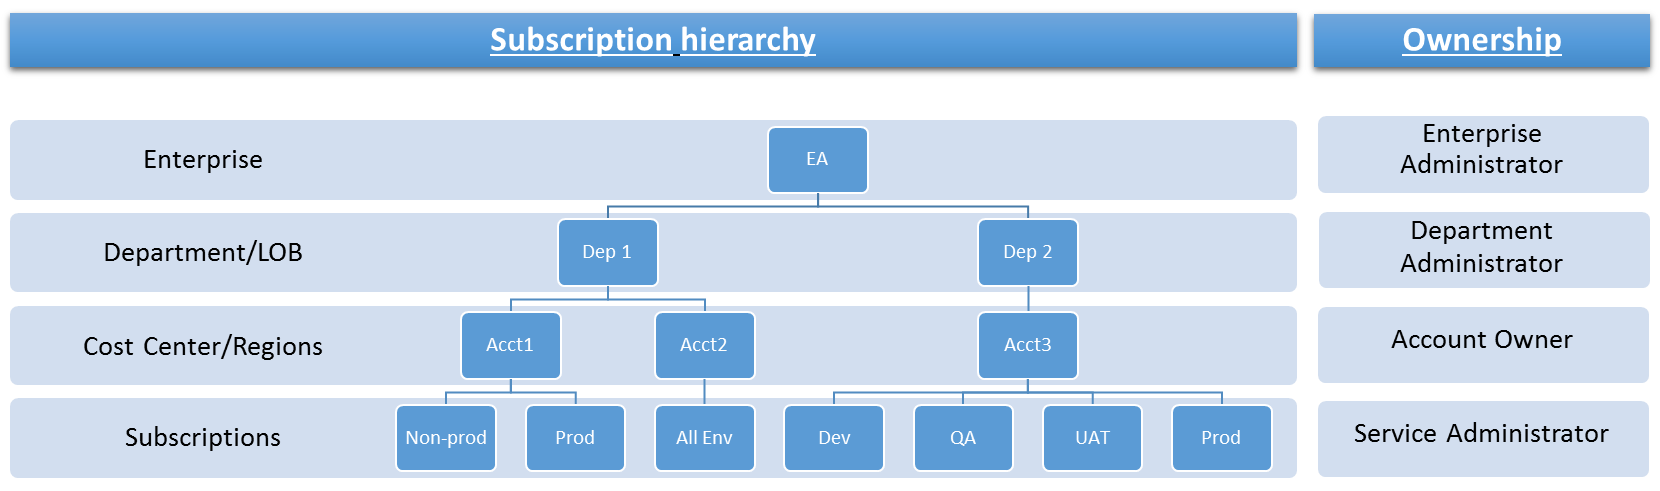 Subscription hierarchy
Ownership
Enterprise
EA
Enterprise
Administrator
Department/LOB
Dep 1
Dep 2
Department
Administrator
Cost Center/Regions
Acct1
Acct2
Acct3
Account Owner
Subscriptions
Non-prod
Prod
All Env
Dev
QA
UAT
Prod
Service Administrator